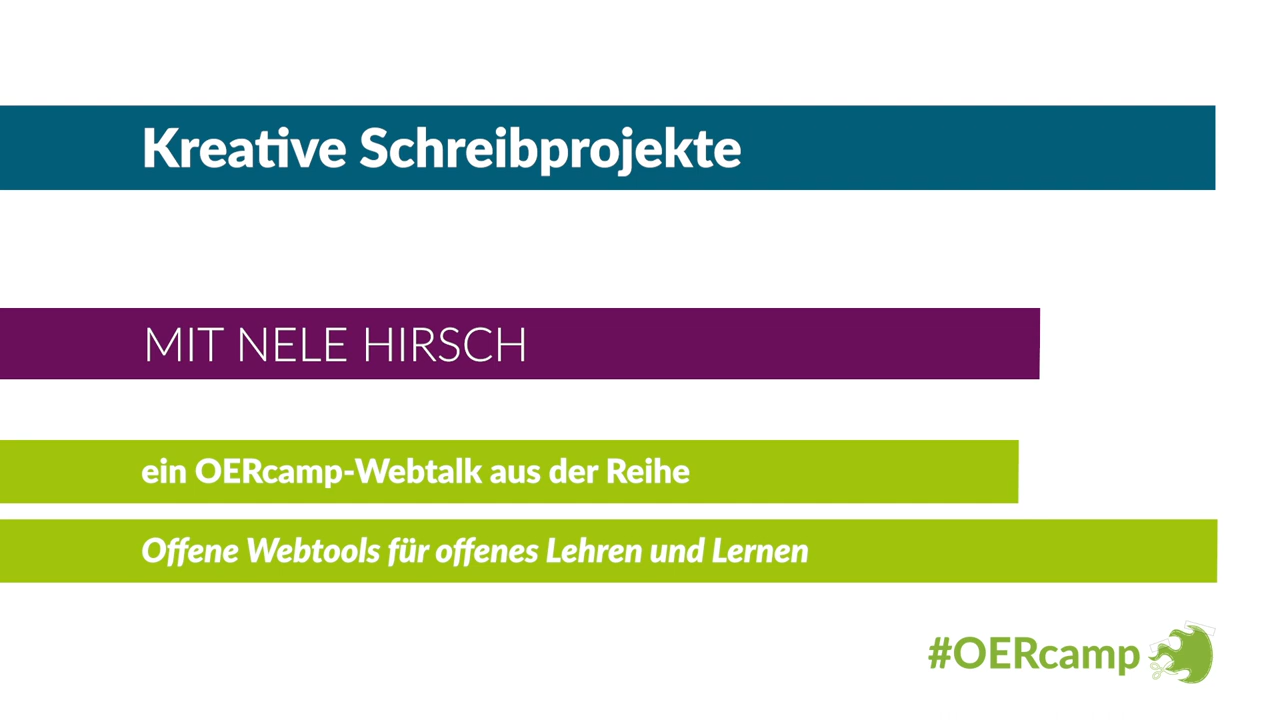 Kreative Schreibprojekte
MIT NELE HIRSCH
ein OERcamp-Webtalk aus der Reihe
Offene Webtools für offenes Lehren und Lernen
#OERcamp